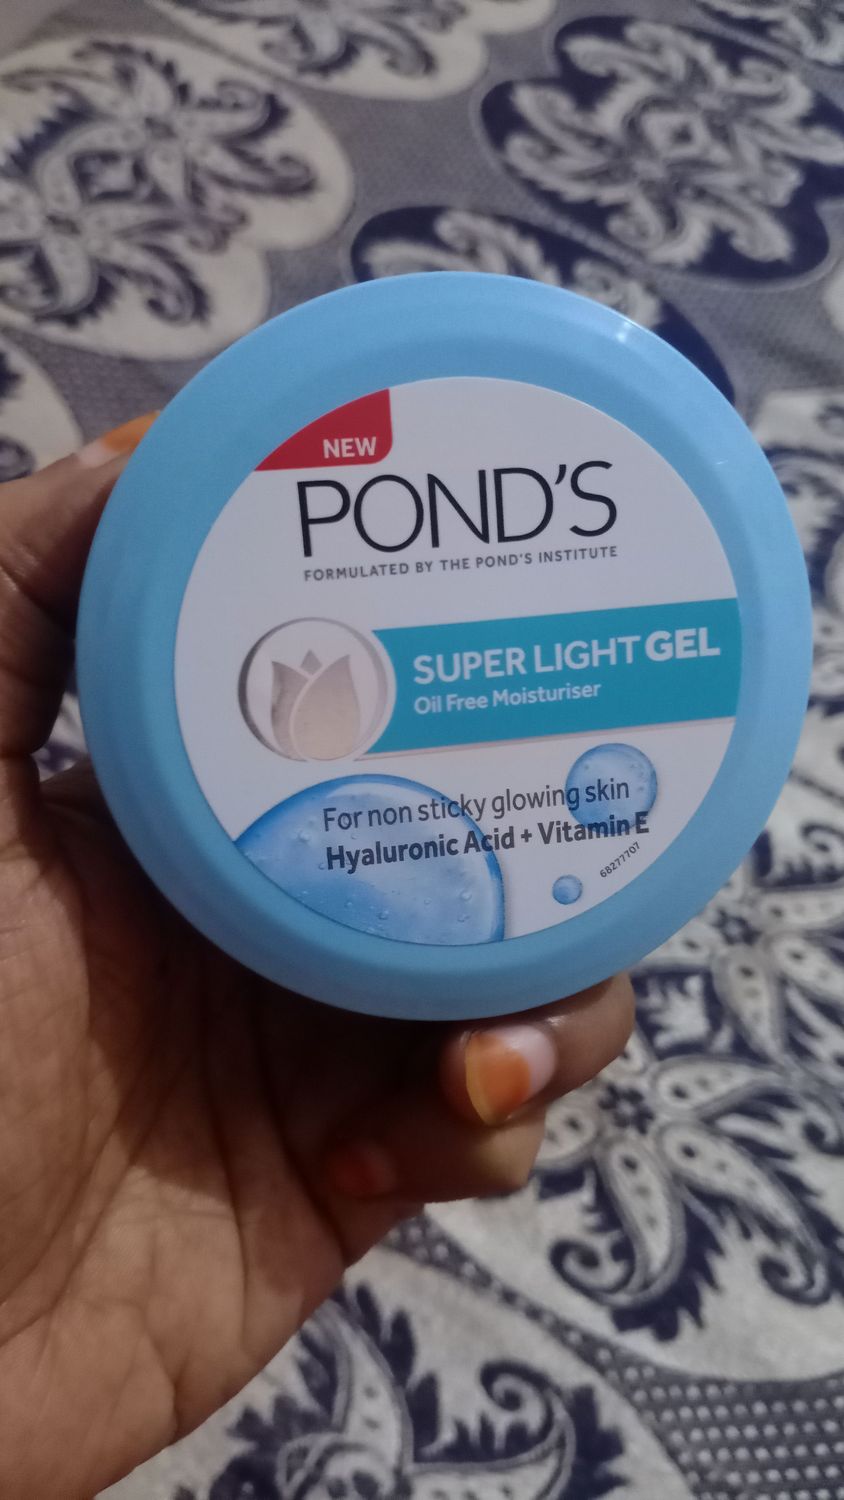 NEW
POND'S
FORMULATED BY THE POND'S INSTITUTE
SUPER LIGHT GEL
Oil Free Moisturiser
For non sticky glowing skin
Hyaluronic Acid + Vitamin E
68277707